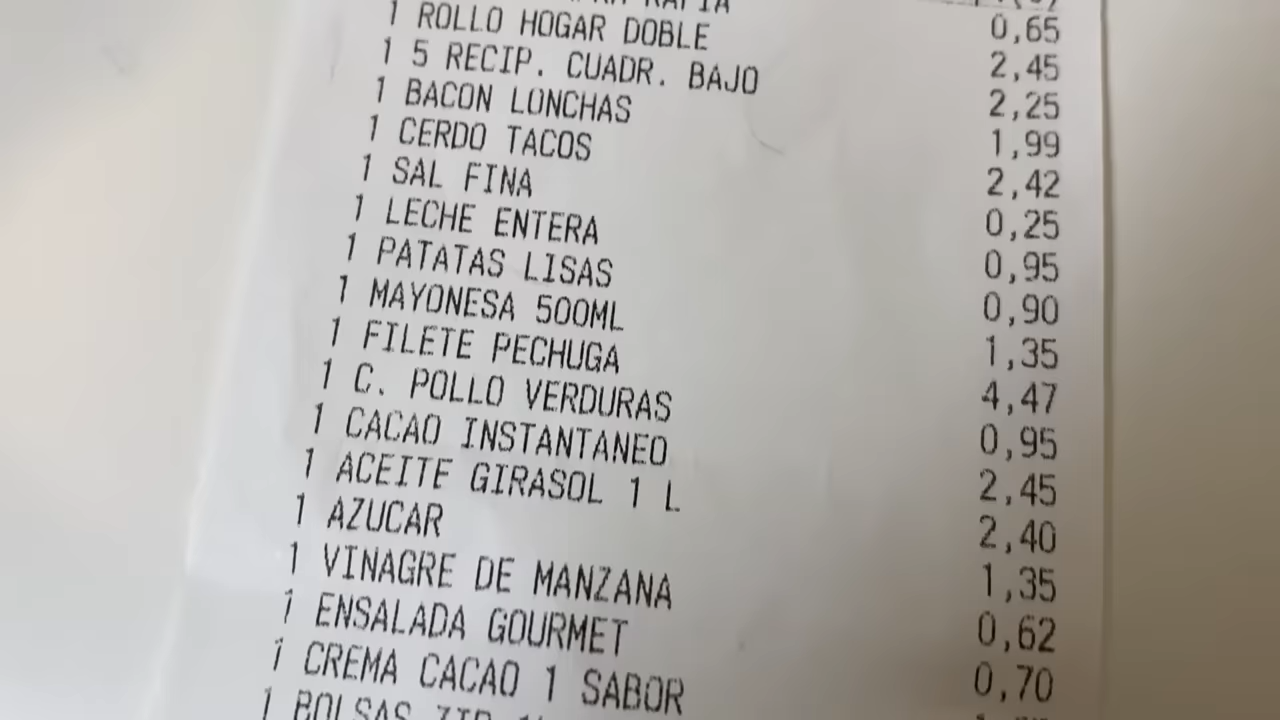 RAFIA 0,65
1 ROLLO HOGAR DOBLE 2,45
1 5 RECIP. CUADR. BAJO 2,25
1 BACON LONCHAS 1,99
1 CERDO TACOS 2,42
1 SAL FINA 0,25
1 LECHE ENTERA 0,95
1 PATATAS LISAS 0,90
1 MAYONESA 500ML 1,35
1 FILETE PECHUGA 4,47
1 C. POLLO VERDURAS 0,95
1 CACAO INSTANTANEO 2,45
1 ACEITE GIRASOL 1 L 2,40
1 AZUCAR 1,35
1 VINAGRE DE MANZANA 0,62
1 ENSALADA GOURMET 0,70
1 CREMA CACAO 1 SABOR
1 BOLSAS ZIP